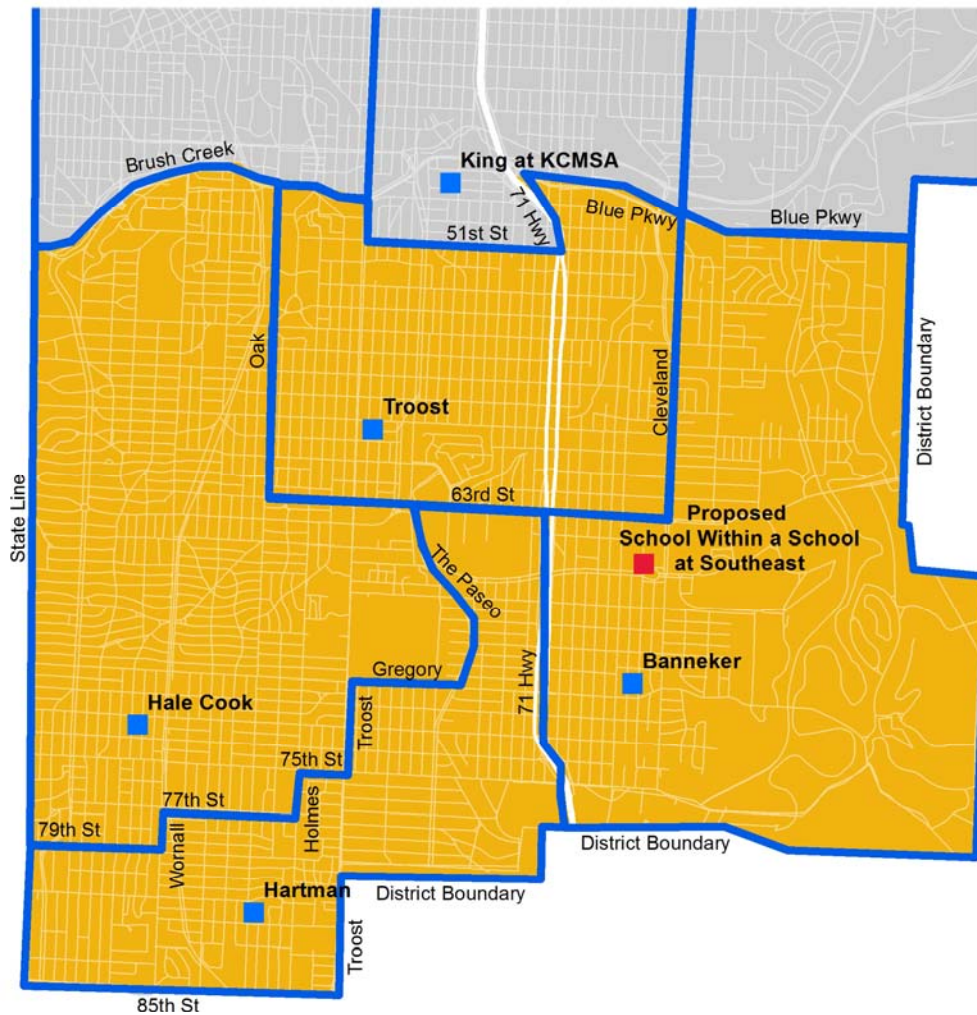 Brush Creek
King at KCMSA
71 Hwy
Blue Pkwy
Blue Pkwy
51st St
Oak
Cleveland
District Boundary
Troost
63rd St
State Line
Proposed
School Within a School
at Southeast
The Paseo
Banneker
Gregory
71 Hwy
Hale Cook
Troost
75th St
77th St
Holmes
79th St
Wornall
District Boundary
Hartman
District Boundary
Troost
85th St